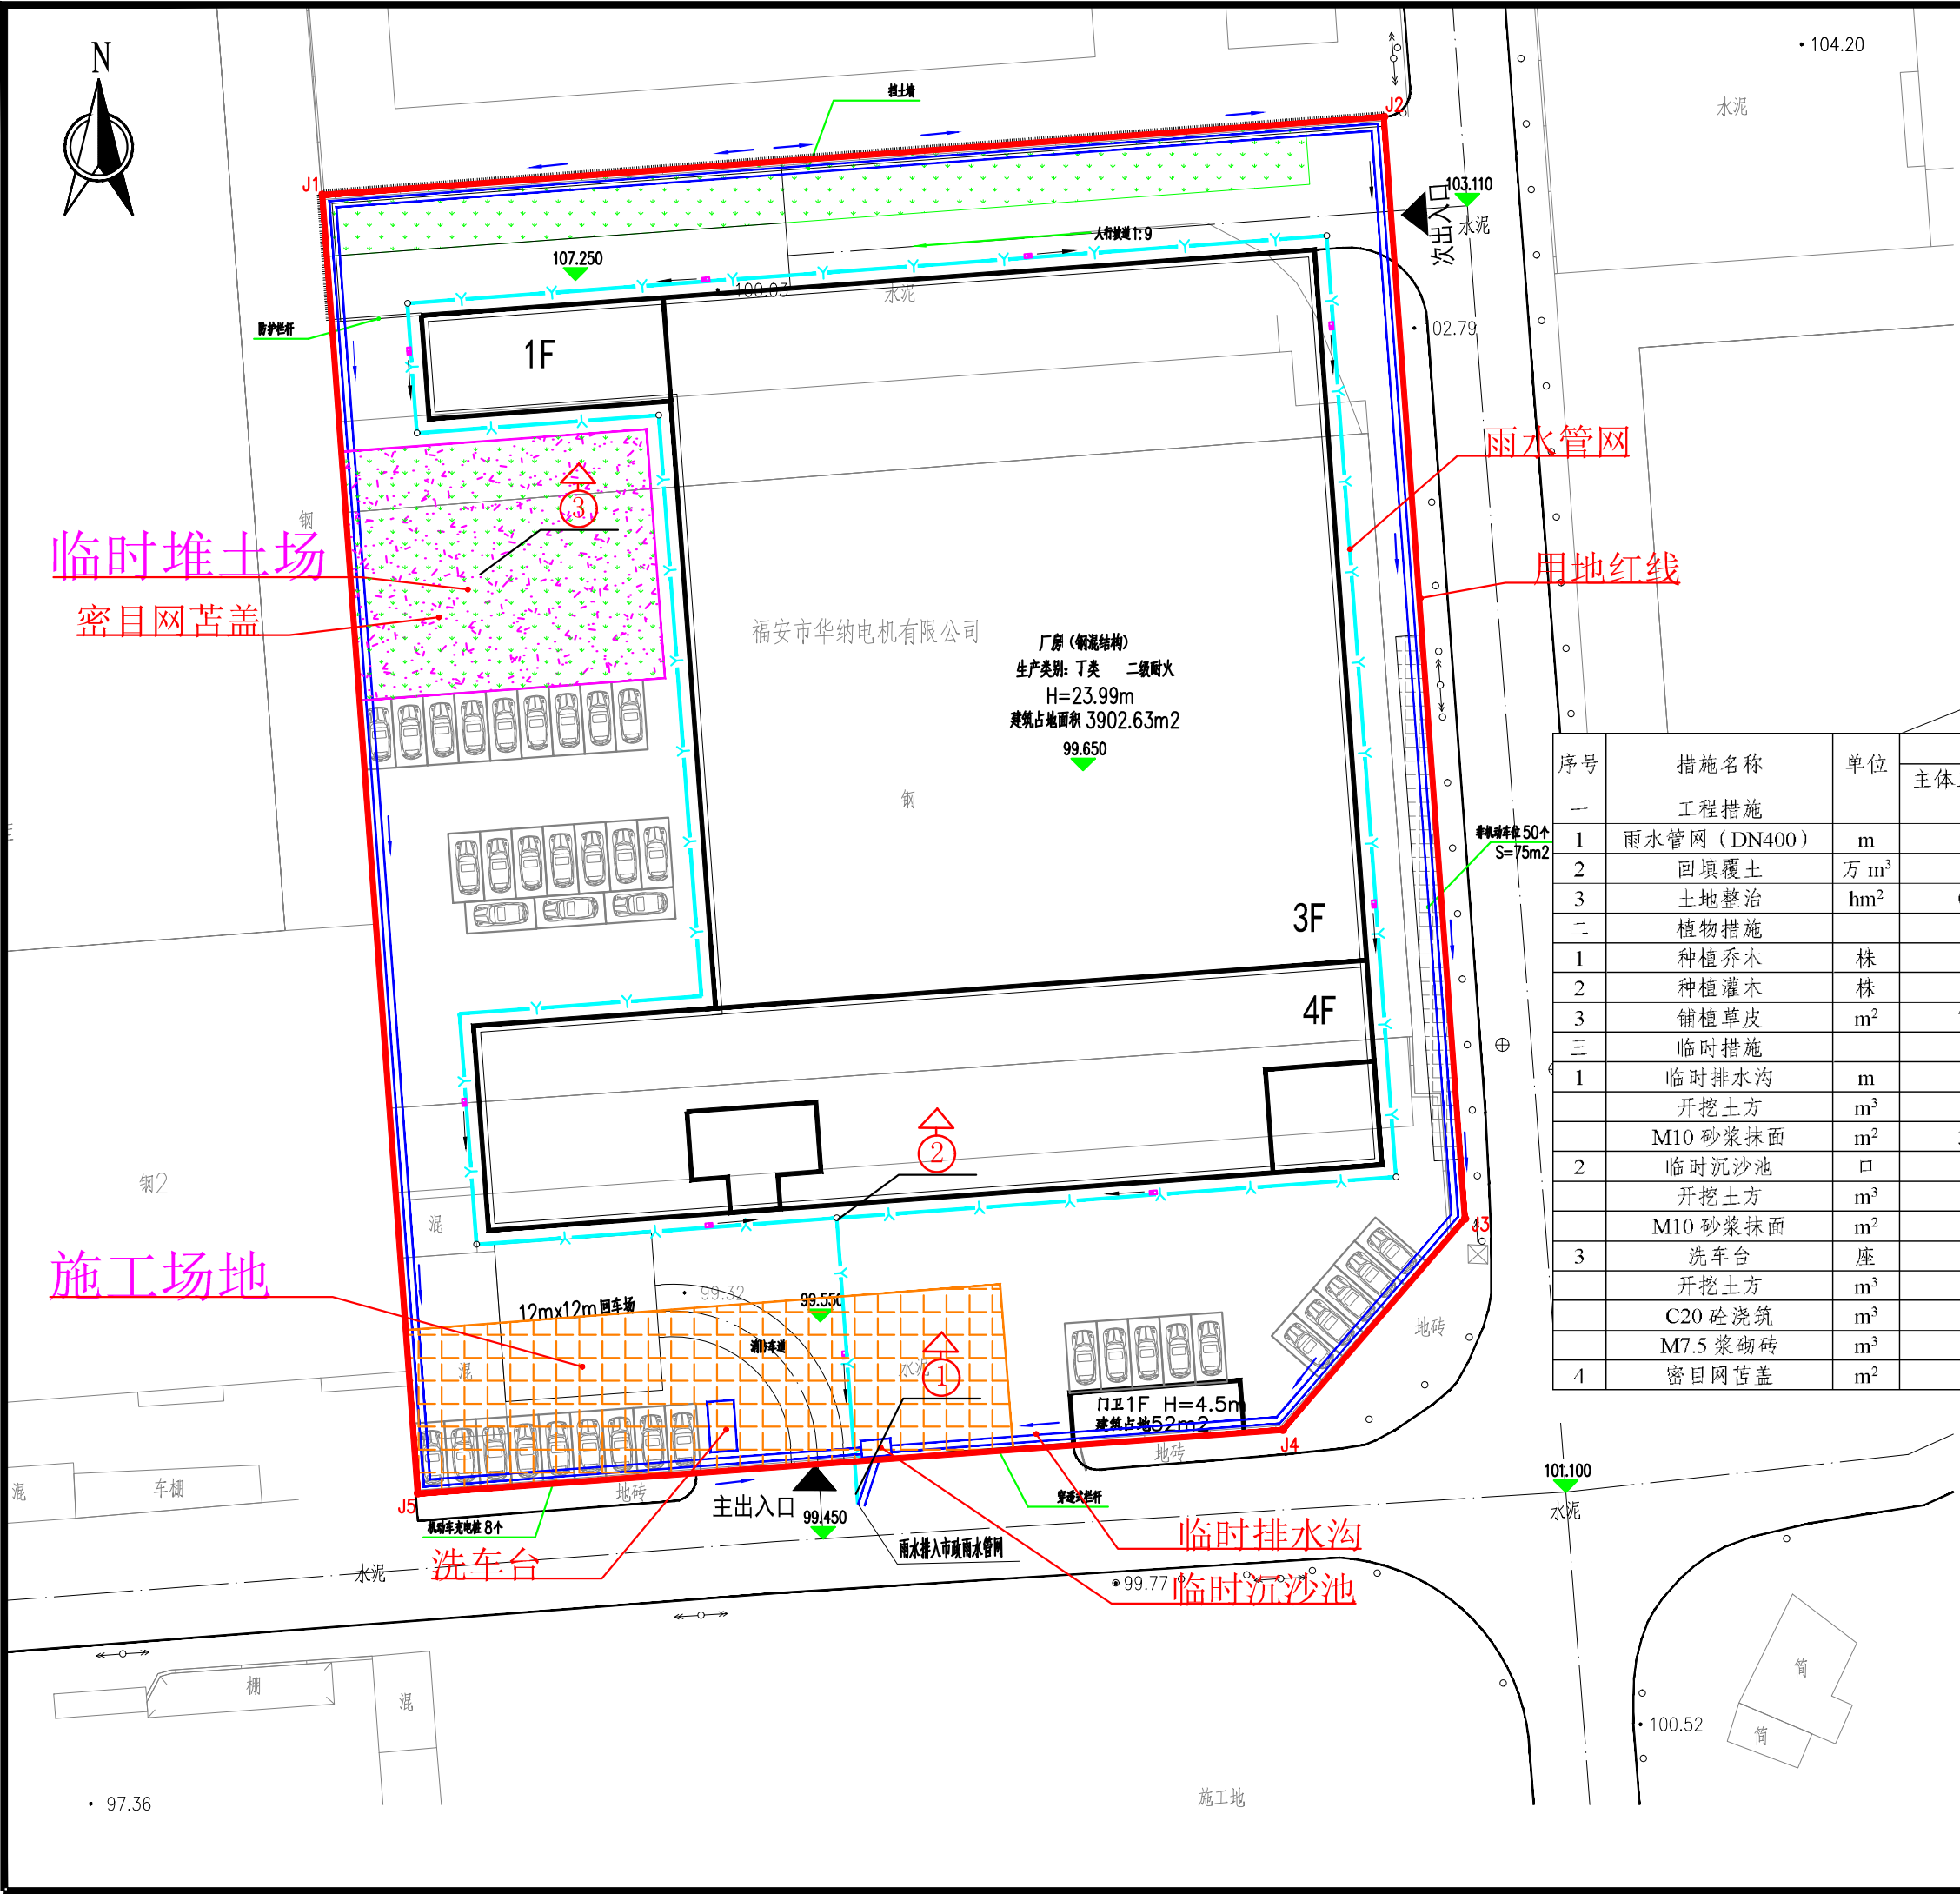 N
104.20
水泥
挡土墙
J2
J1
103.110
次出入口
水泥
人行坡道1:9
107.250
100.03
水泥
防护栏杆
102.79
1F
雨水管网
3
钢
临时堆土场
用地红线
密目网苫盖
福安市华纳电机有限公司
厂房（钢混结构）
生产类别：丁类 二级耐火
H=23.99m
建筑占地面积 3902.63m2
99.650
钢
非机动车位50个
S=75m2
3F
4F
序号 措施名称 单位
主体
一 工程措施
1 雨水管网（DN400） m
2 回填覆土 万 m³
3 土地整治 hm²
二 植物措施
1 种植乔木 株
2 种植灌木 株
3 铺植草皮 m²
三 临时措施
1 临时排水沟 m
开挖土方 m³
M10 砂浆抹面 m²
2 临时沉沙池 口
开挖土方 m³
M10 砂浆抹面 m²
3 洗车台 座
开挖土方 m³
C20 砼浇筑 m³
M7.5 浆砌砖 m³
4 密目网苫盖 m²
2
钢2
混
J3
施工场地
99.32
12mx12m回车场
99.550
消防车道
水泥
1
混
地砖
门卫1F H=4.5m
建筑占地52m2
地砖
J4
混
车棚
J5
地砖
主出入口
99.450
穿透式栏杆
101.100
水泥
机动车充电桩8个
雨水排入市政雨水管网
临时排水沟
洗车台
水泥
99.77
临时沉沙池
棚
混
简
简
100.52
97.36
施工地